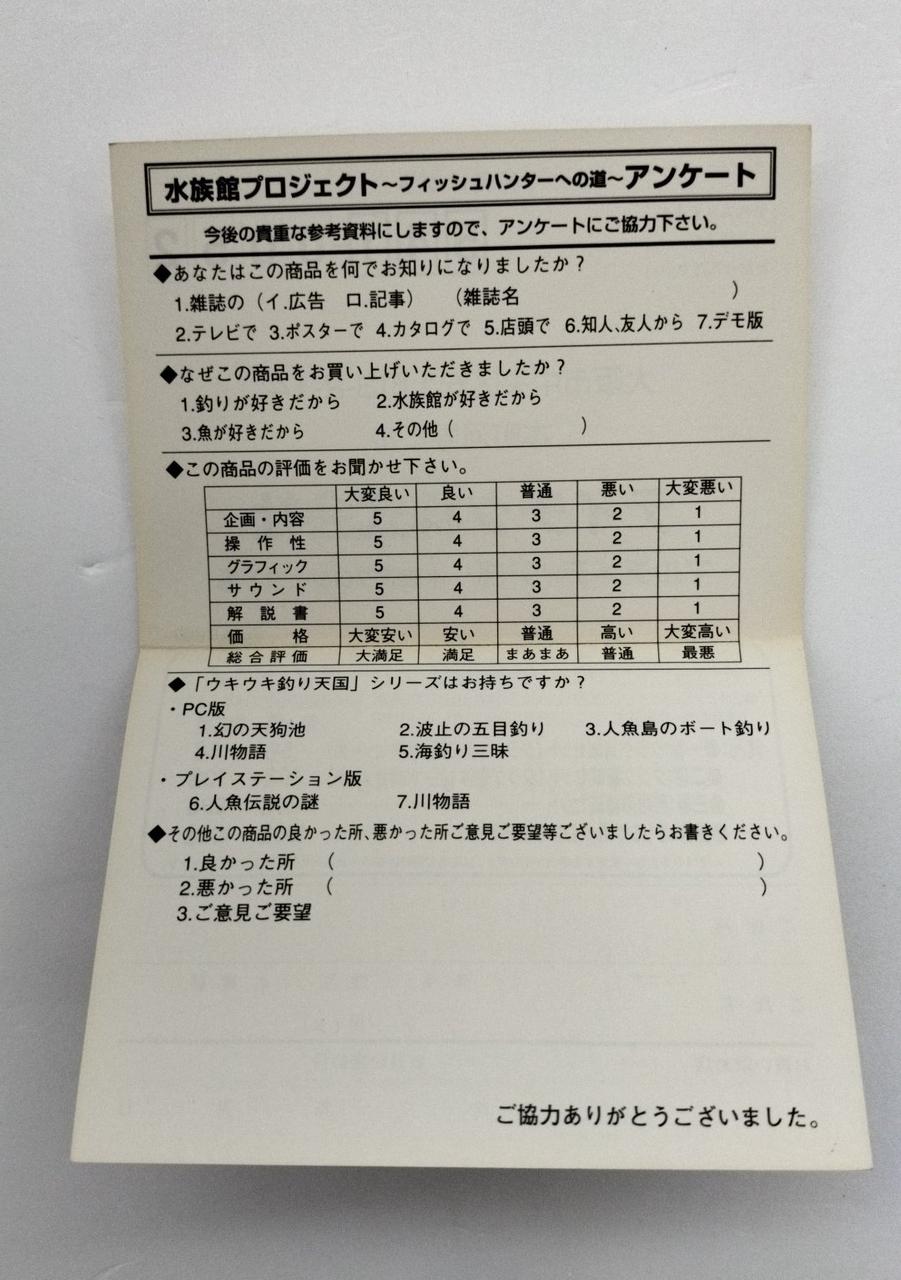 水族館プロジェクト～フィッシュハンターへの道～アンケート
今後の貴重な参考資料にしますので、アンケートにご協力下さい。
◆あなたはこの商品を何でお知りになりましたか？
1.雑誌の（イ.広告　ロ.記事）　（雑誌名　　　　　　　　）
2.テレビで 3.ポスターで 4.カタログで 5.店頭で 6.知人、友人から 7.デモ版
◆なぜこの商品をお買い上げいただきましたか？
1.釣りが好きだから　2.水族館が好きだから
3.魚が好きだから　4.その他（　　　　　　）
◆この商品の評価をお聞かせ下さい。
大変良い 良い 普通 悪い 大変悪い
企画・内容 5 4 3 2 1
操作性 5 4 3 2 1
グラフィック 5 4 3 2 1
サウンド 5 4 3 2 1
解説書 5 4 3 2 1
価格 大変安い 安い 普通 高い 大変高い
総合評価 大満足 満足 まあまあ 普通 最悪
◆「ウキウキ釣り天国」シリーズはお持ちですか？
・PC版
1.幻の天狗池　2.波止の五目釣り　3.人魚島のボート釣り
4.川物語　5.海釣り三昧
・プレイステーション版
6.人魚伝説の謎　7.川物語
◆その他この商品の良かった所、悪かった所ご意見ご要望等ございましたらお書きください。
1.良かった所　（　　　　　　　　）
2.悪かった所　（　　　　　　　　）
3.ご意見ご要望
ご協力ありがとうございました。